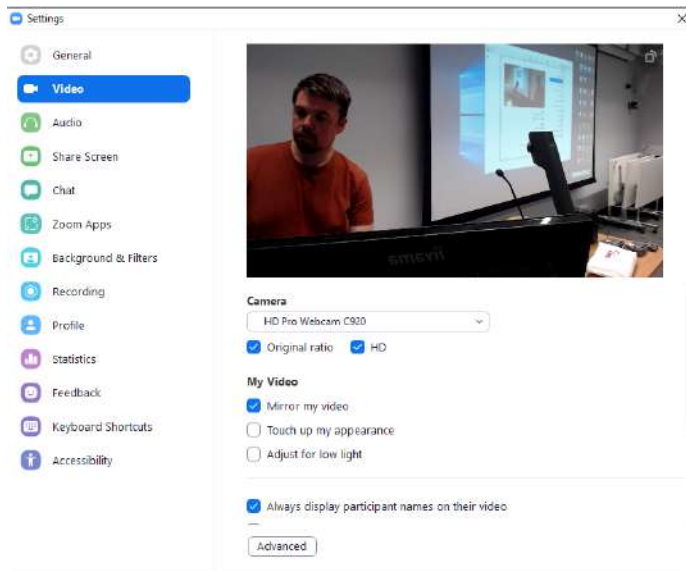 Settings
General
Video
Audio
Share Screen
Chat
Zoom Apps
Background & Filters
Recording
Profile
Statistics
Feedback
Keyboard Shortcuts
Accessibility
Camera
HD Pro Webcam C920
Original ratio HD
My Video
Mirror my video
Touch up my appearance
Adjust for low light
Always display participant names on their video
Advanced